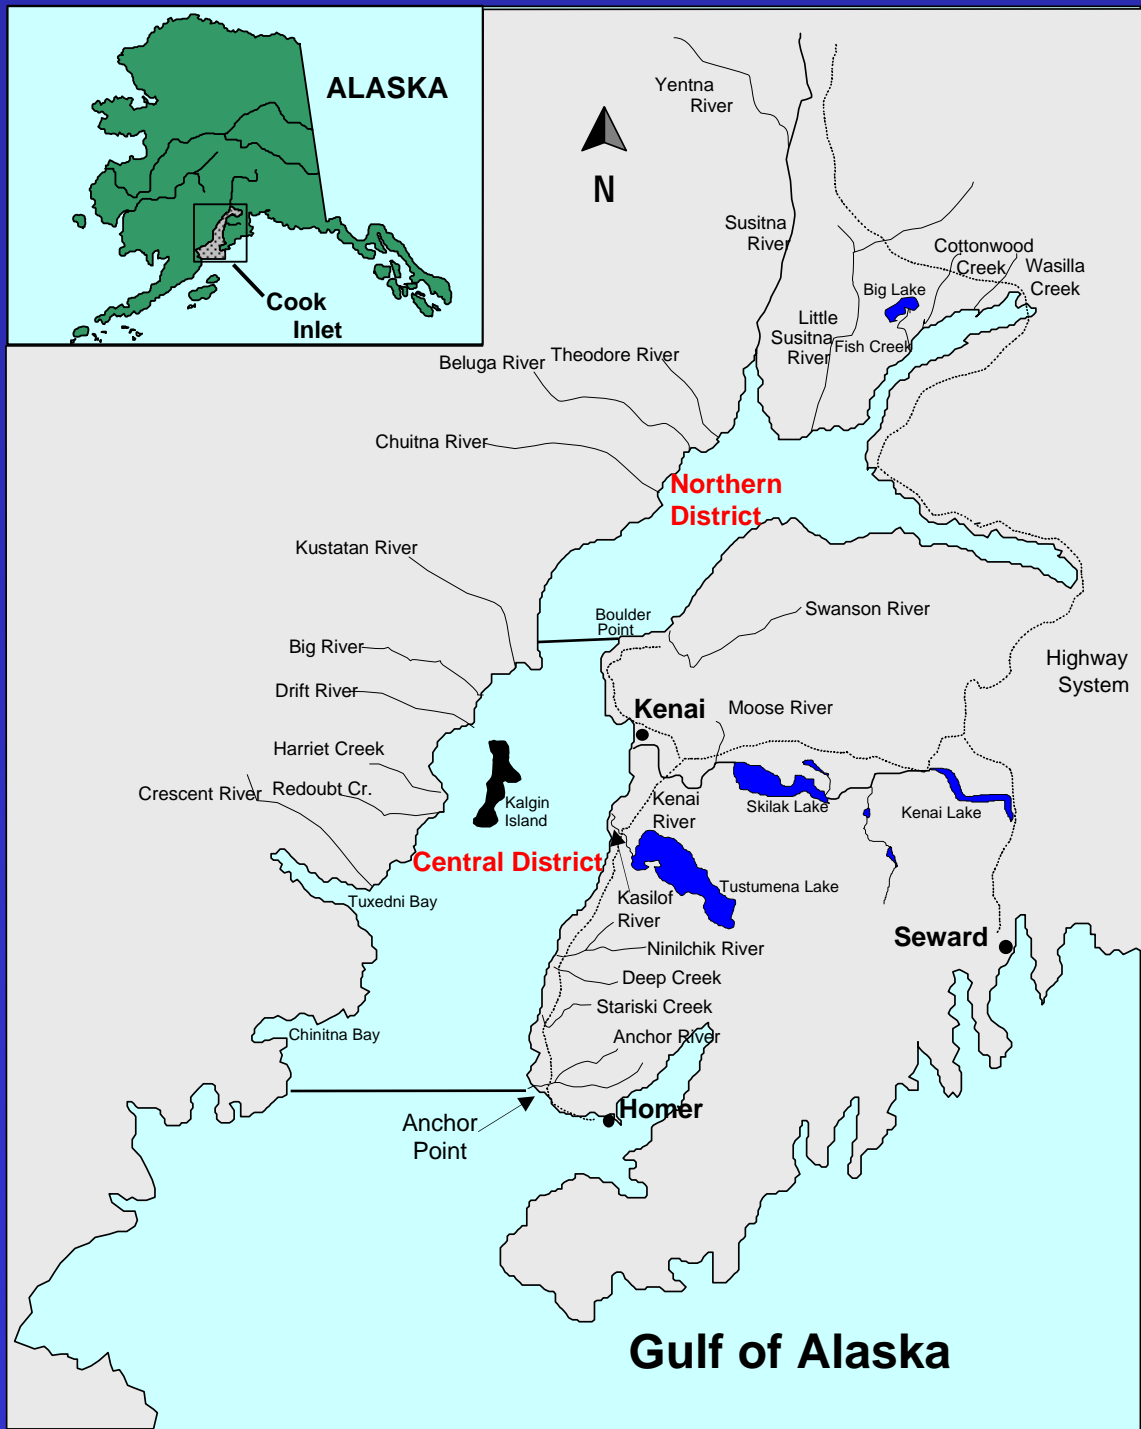 ALASKA
Cook
Inlet
N
Yentna
River
Susitna
River
Cottonwood
Creek
Wasilla
Creek
Big Lake
Little
Susitna
River
Fish Creek
Theodore River
Beluga River
Chuitna River
Northern
District
Kustatan River
Boulder
Point
Swanson River
Big River
Highway
System
Drift River
Kenai
Moose River
Harriet Creek
Redoubt Cr.
Crescent River
Kalgin
Island
Kenai
River
Skilak Lake
Kenai Lake
Central District
Tustumena Lake
Tuxedni Bay
Kasilof
River
Seward
Ninilchik River
Deep Creek
Stariski Creek
Chinitna Bay
Anchor River
Anchor
Point
Homer
Gulf of Alaska